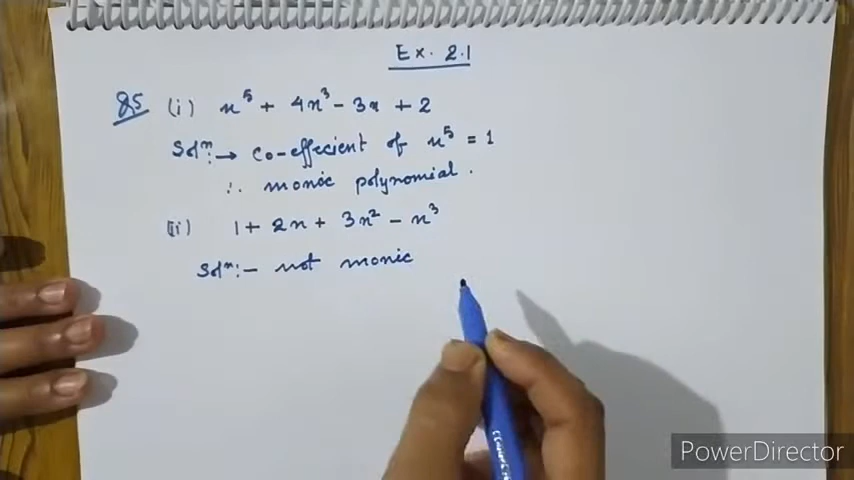 Ex. 2.1
Q5 (i) x⁵ + 4x³ - 3x + 2
Solⁿ: → co-effecient of x⁵ = 1
∴ monic polynomial.
(ii) 1 + 2x + 3x² - x³
Solⁿ:- not monic
PowerDirector